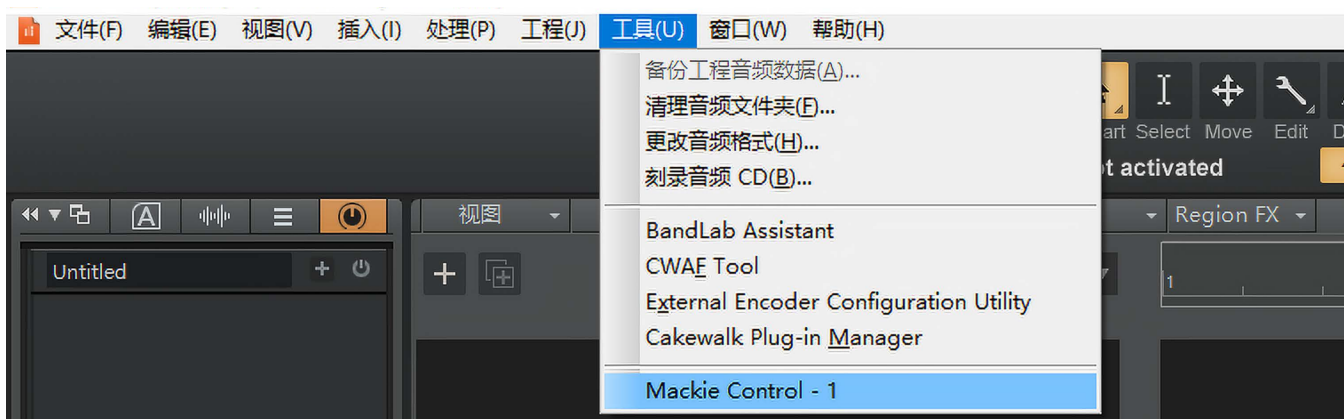 文件(F) 编辑(E) 视图(V) 插入(I) 处理(P) 工程(J) 工具(U) 窗口(W) 帮助(H)
备份工程音频数据(A)...
清理音频文件夹(F)...
更改音频格式(H)...
刻录音频 CD(B)...
BandLab Assistant
CWAF Tool
External Encoder Configuration Utility
Cakewalk Plug-in Manager
Mackie Control - 1
Select Move Edit
activated
A 视图 Region FX
Untitled
1